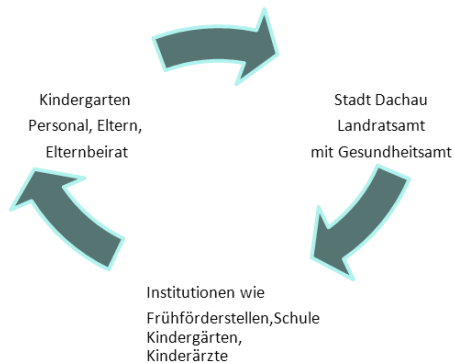 Kindergarten
Personal, Eltern,
Elternbeirat
Stadt Dachau
Landratsamt
mit Gesundheitsamt
Institutionen wie
Frühförderstellen,Schule
Kindergärten,
Kinderärzte